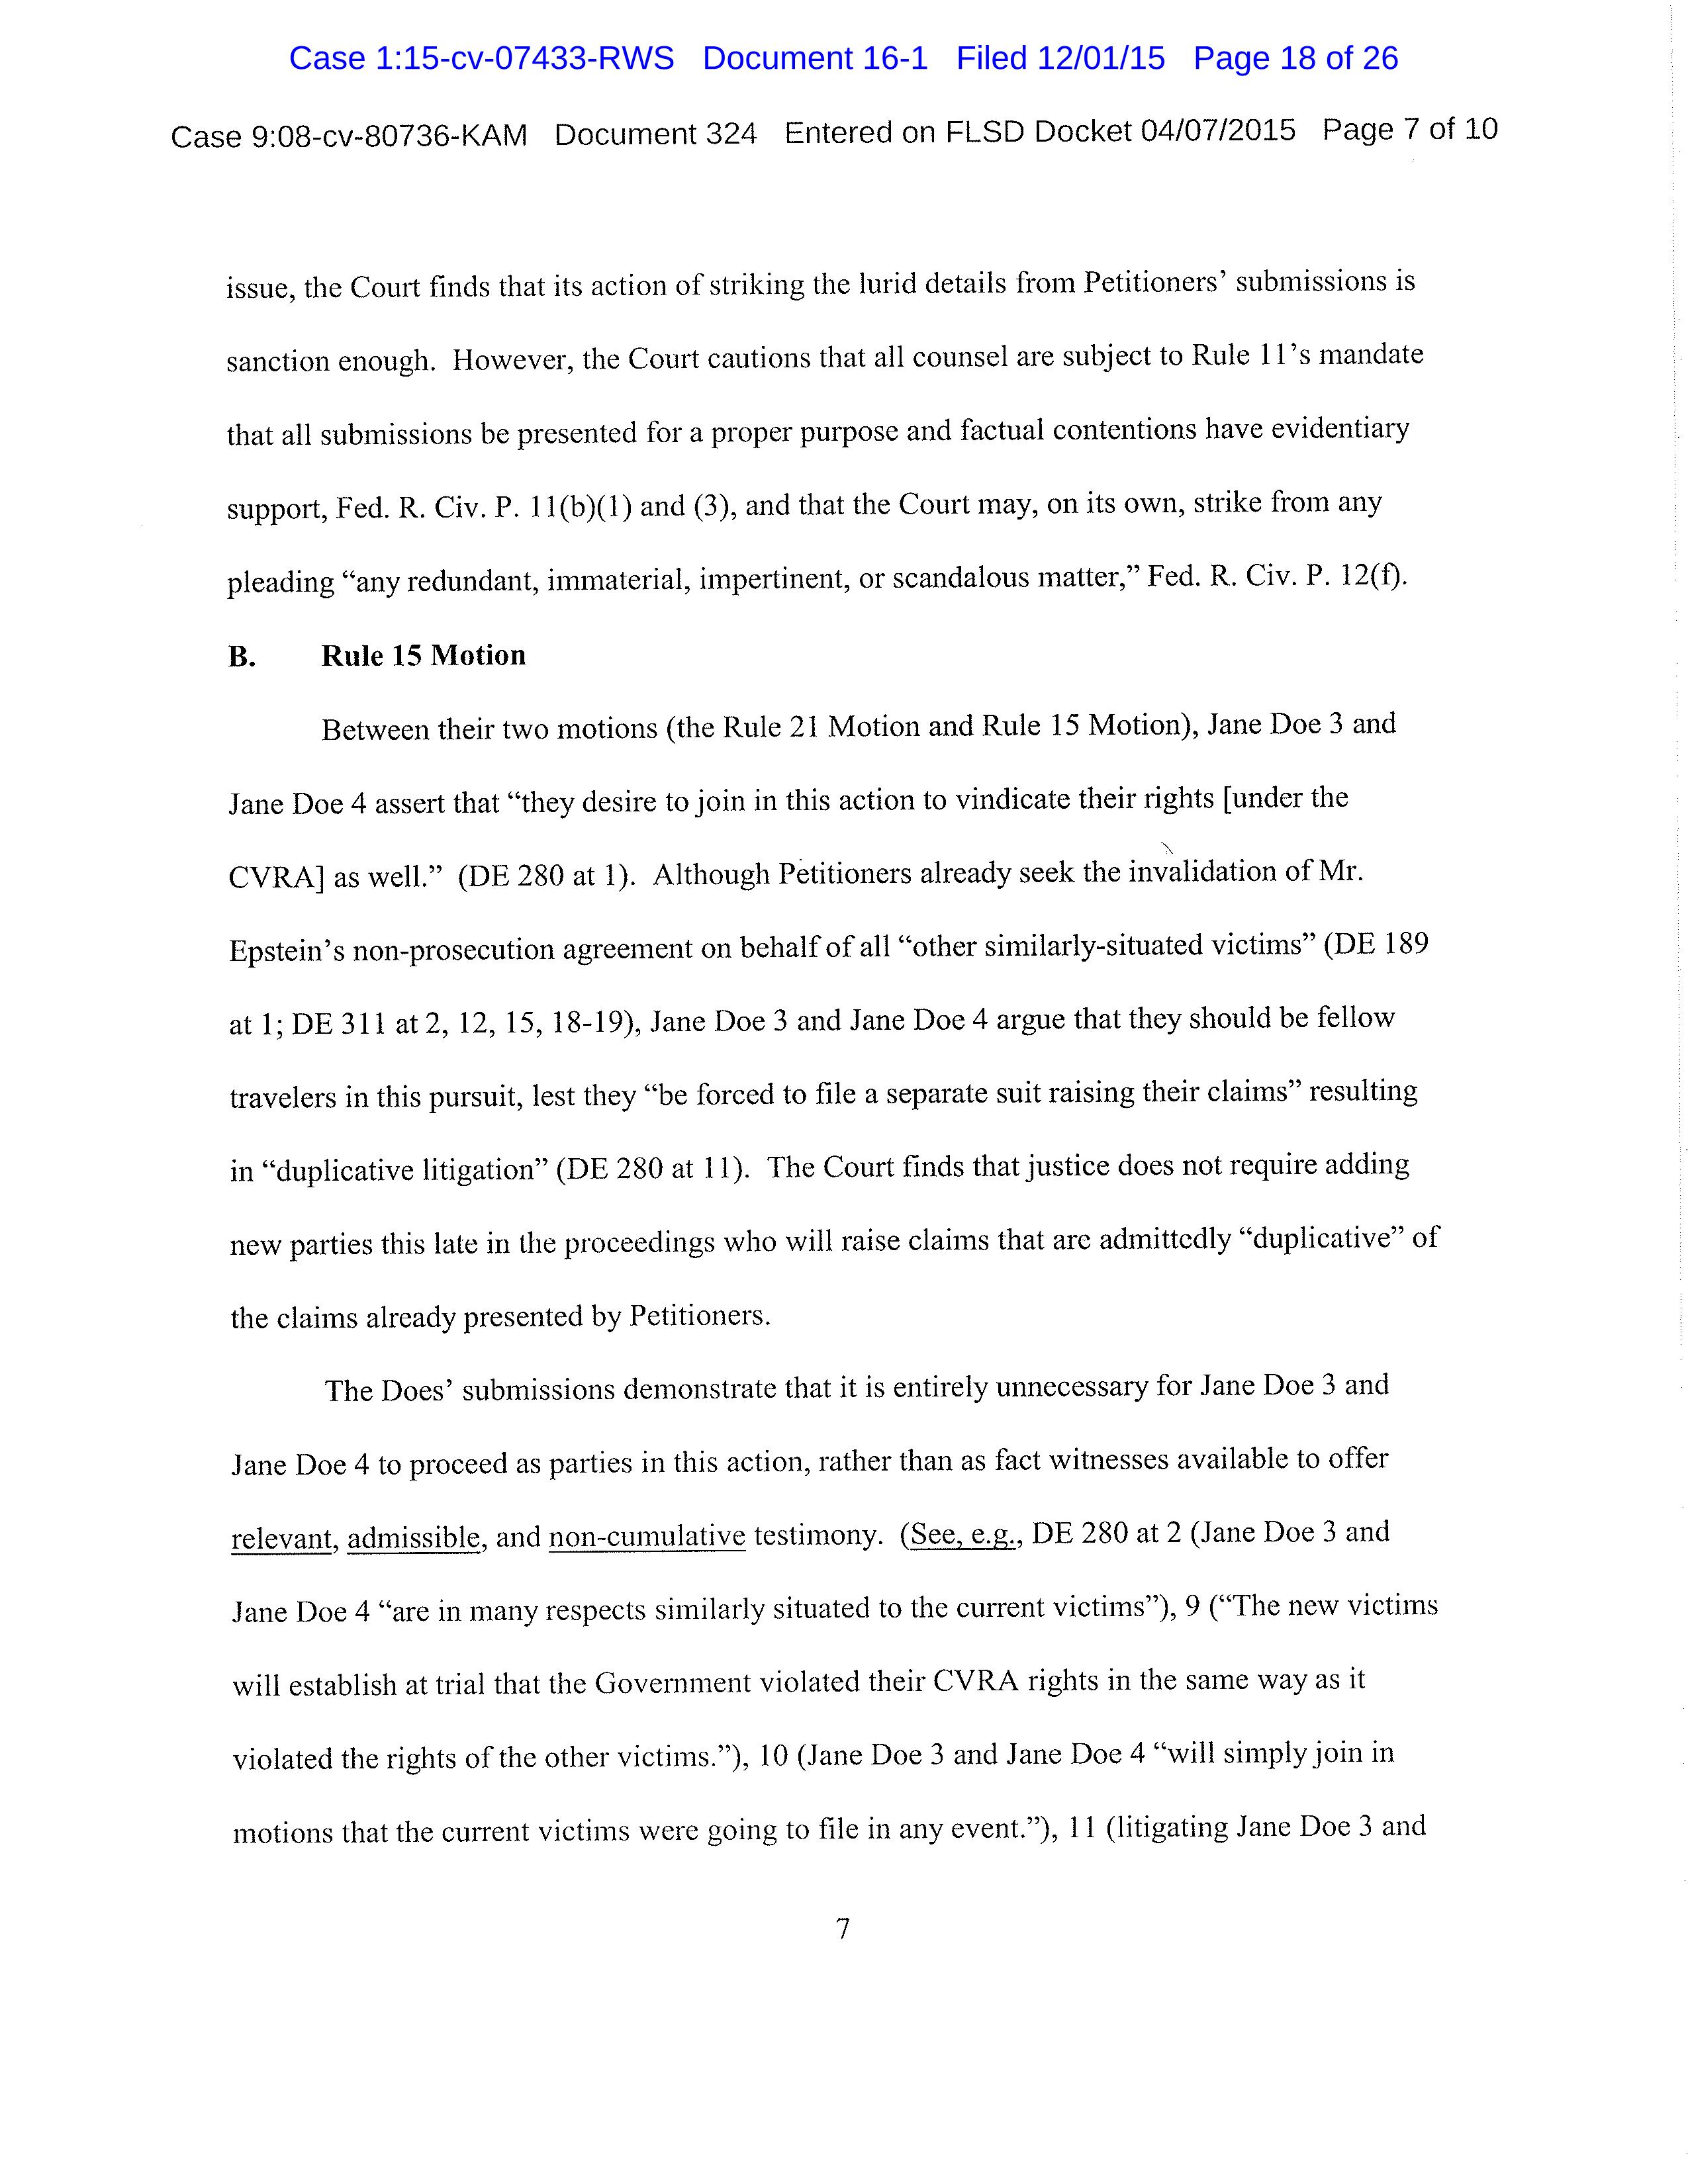 Case 1:15-cv-07433-RWS Document 16-1 Filed 12/01/15 Page 18 of 26
Case 9:08-cv-80736-KAM Document 324 Entered on FLSD Docket 04/07/2015 Page 7 of 10
issue, the Court finds that its action of striking the lurid details from Petitioners’ submissions is
sanction enough. However, the Court cautions that all counsel are subject to Rule 11’s mandate
that all submissions be presented for a proper purpose and factual contentions have evidentiary
support, Fed. R. Civ. P. 11(b)(1) and (3), and that the Court may, on its own, strike from any
pleading “any redundant, immaterial, impertinent, or scandalous matter,” Fed. R. Civ. P. 12(f).
B. Rule 15 Motion
Between their two motions (the Rule 21 Motion and Rule 15 Motion), Jane Doe 3 and
Jane Doe 4 assert that “they desire to join in this action to vindicate their rights [under the
CVRA] as well.” (DE 280 at 1). Although Petitioners already seek the invalidation of Mr.
Epstein’s non-prosecution agreement on behalf of all “other similarly-situated victims” (DE 189
at 1; DE 311 at 2, 12, 15, 18-19), Jane Doe 3 and Jane Doe 4 argue that they should be fellow
travelers in this pursuit, lest they “be forced to file a separate suit raising their claims” resulting
in “duplicative litigation” (DE 280 at 11). The Court finds that justice does not require adding
new parties this late in the proceedings who will raise claims that are admittedly “duplicative” of
the claims already presented by Petitioners.
The Does’ submissions demonstrate that it is entirely unnecessary for Jane Doe 3 and
Jane Doe 4 to proceed as parties in this action, rather than as fact witnesses available to offer
relevant, admissible, and non-cumulative testimony. (See, e.g., DE 280 at 2 (Jane Doe 3 and
Jane Doe 4 “are in many respects similarly situated to the current victims”), 9 (“The new victims
will establish at trial that the Government violated their CVRA rights in the same way as it
violated the rights of the other victims.”), 10 (Jane Doe 3 and Jane Doe 4 “will simply join in
motions that the current victims were going to file in any event.”), 11 (litigating Jane Doe 3 and
7